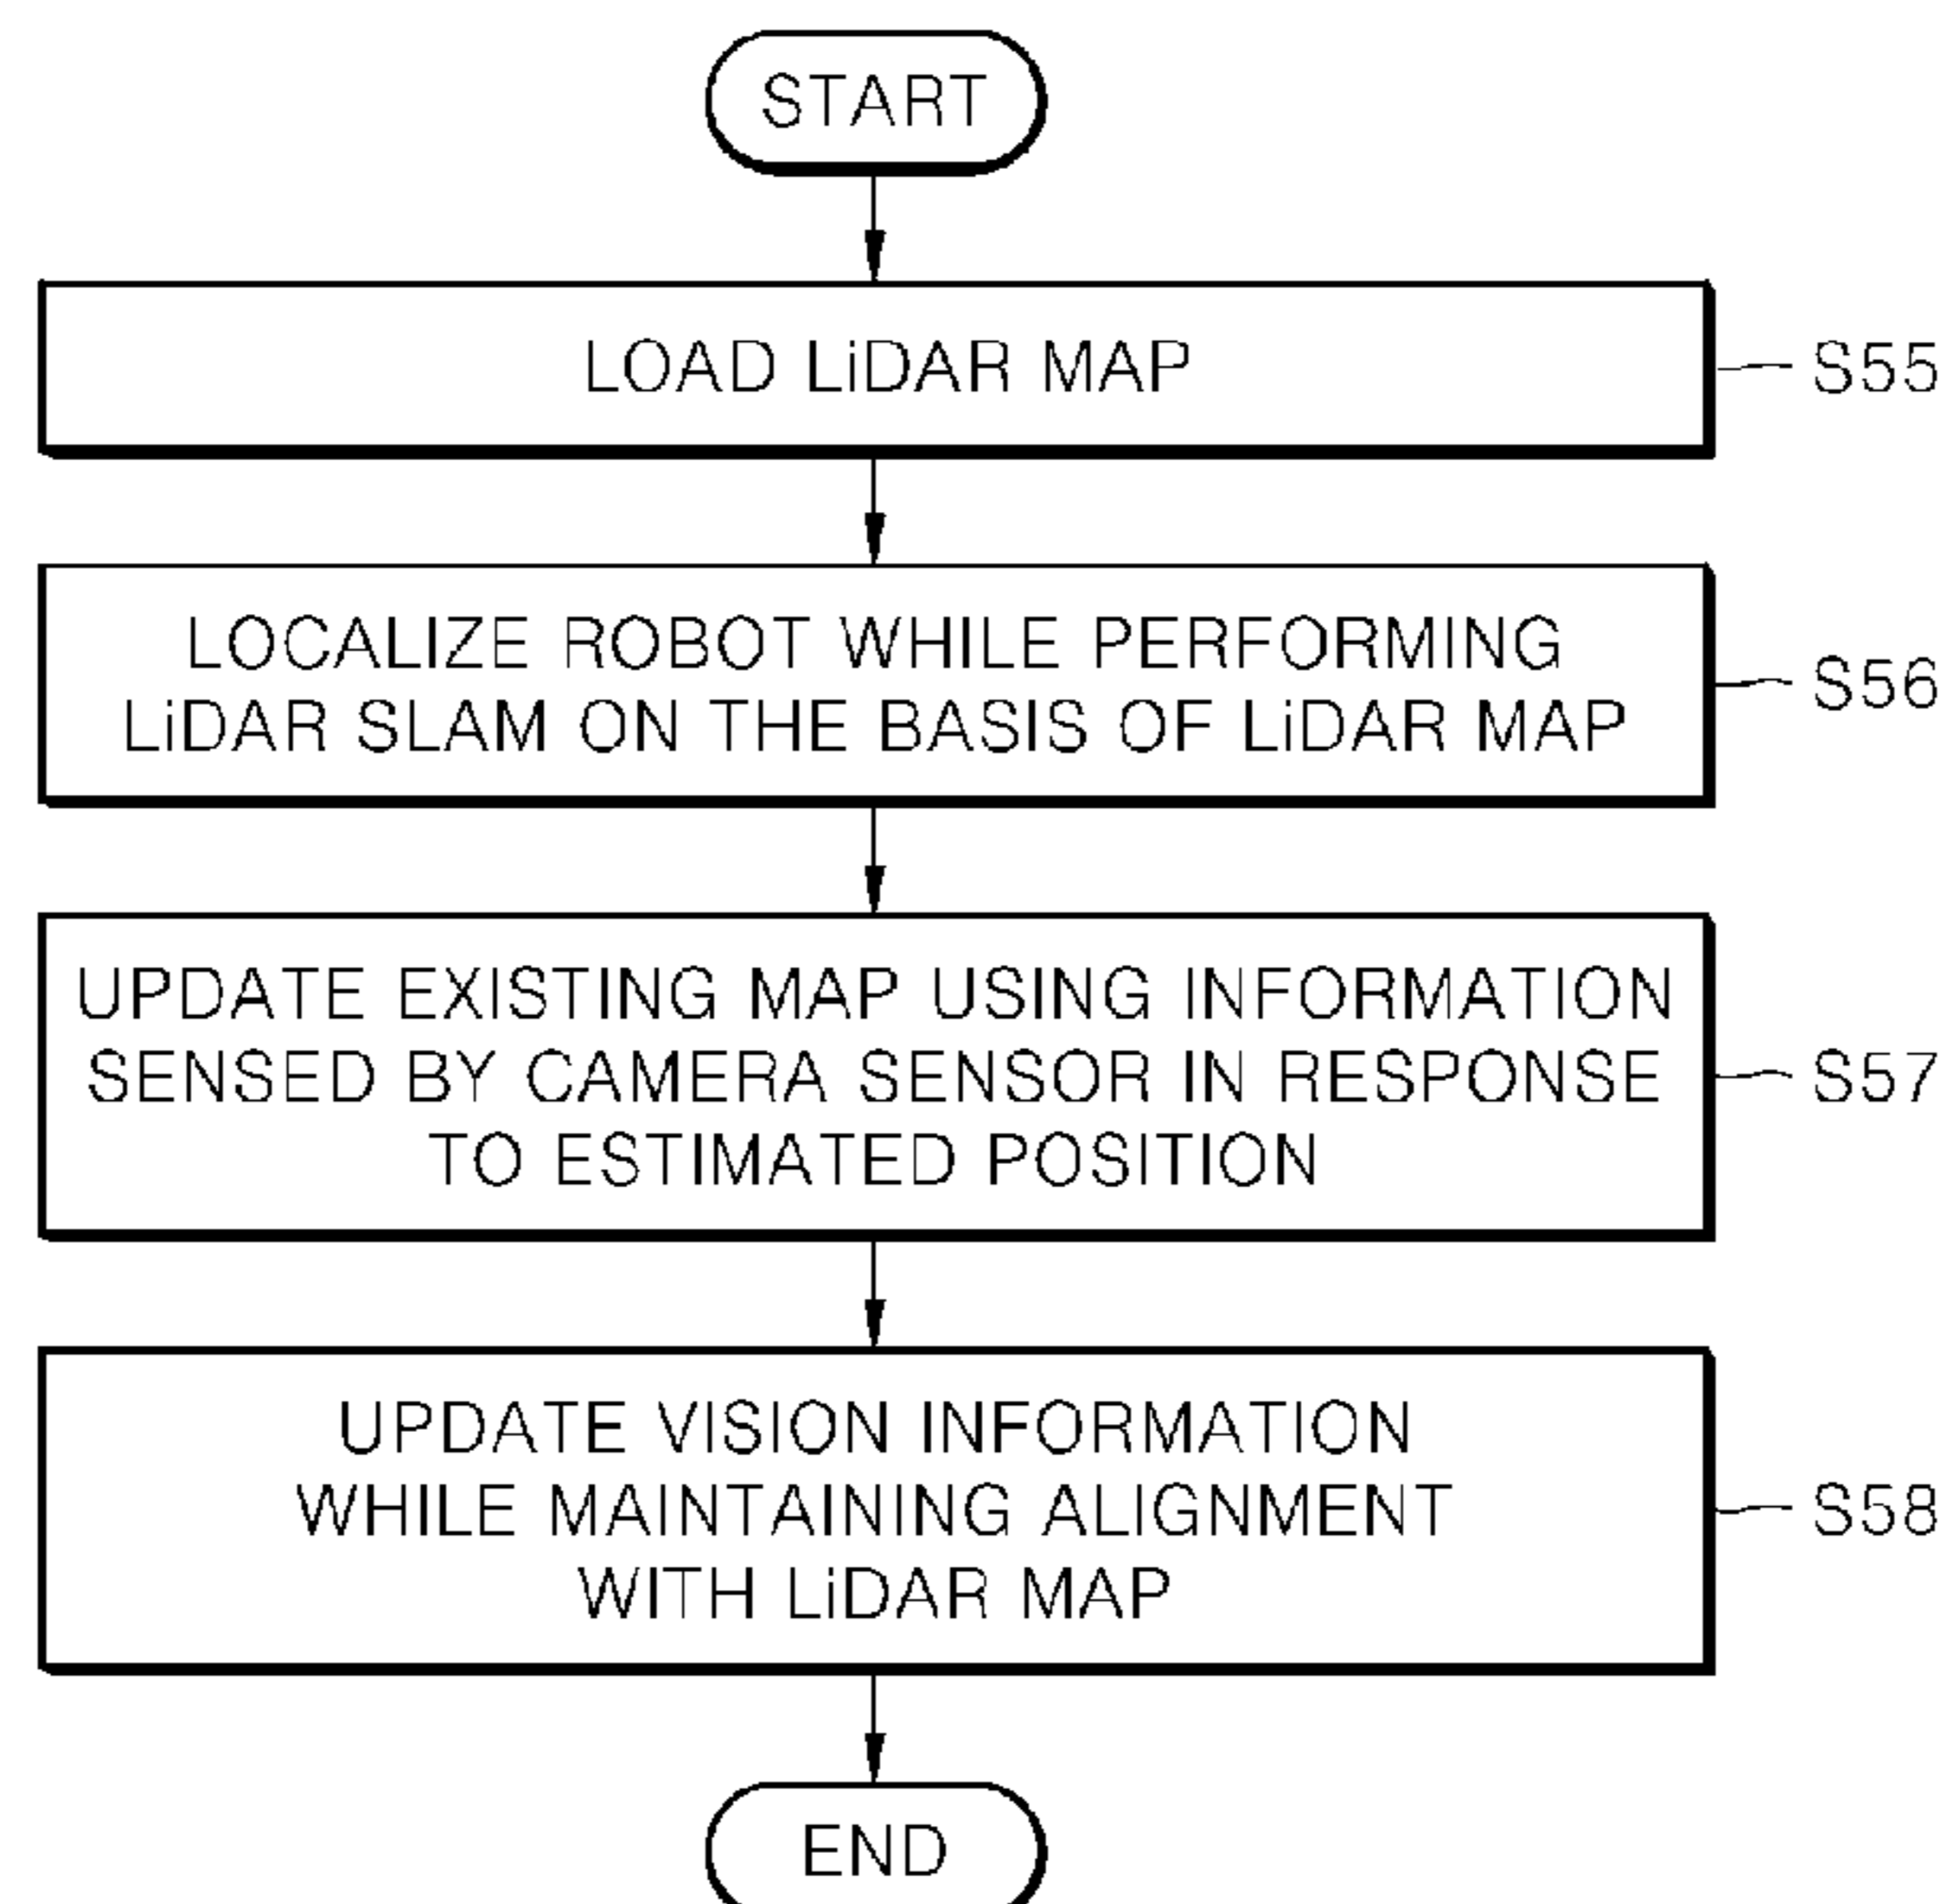 START
LOAD LiDAR MAP
S55
LOCALIZE ROBOT WHILE PERFORMING
LiDAR SLAM ON THE BASIS OF LiDAR MAP
S56
UPDATE EXISTING MAP USING INFORMATION
SENSED BY CAMERA SENSOR IN RESPONSE
TO ESTIMATED POSITION
S57
UPDATE VISION INFORMATION
WHILE MAINTAINING ALIGNMENT
WITH LiDAR MAP
S58
END